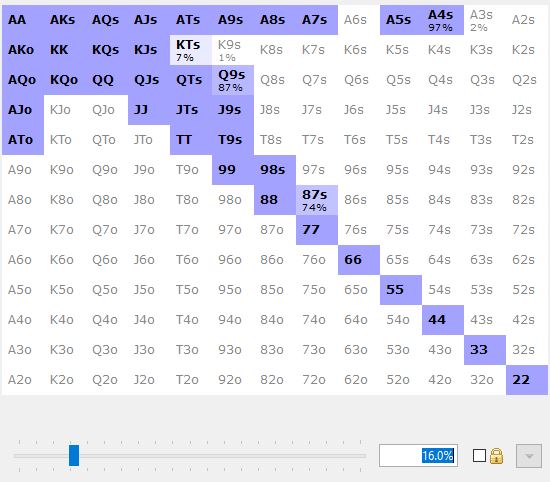 AA AKs AQs AJs ATs A9s A8s A7s A6s A5s A4s 97% A3s 2% A2s
AKo KK KQs KJs KTs 7% K9s 1% K8s K7s K6s K5s K4s K3s K2s
AQo KQo QQ QJs QTs Q9s 87% Q8s Q7s Q6s Q5s Q4s Q3s Q2s
AJo KJo QJo JJ JTs J9s J8s J7s J6s J5s J4s J3s J2s
ATo KTo QTo JTo TT T9s T8s T7s T6s T5s T4s T3s T2s
A9o K9o Q9o J9o T9o 99 98s 97s 96s 95s 94s 93s 92s
A8o K8o Q8o J8o T8o 98o 88 87s 74% 86s 85s 84s 83s 82s
A7o K7o Q7o J7o T7o 97o 87o 77 76s 75s 74s 73s 72s
A6o K6o Q6o J6o T6o 96o 86o 76o 66 65s 64s 63s 62s
A5o K5o Q5o J5o T5o 95o 85o 75o 65o 55 54s 53s 52s
A4o K4o Q4o J4o T4o 94o 84o 74o 64o 54o 44 43s 42s
A3o K3o Q3o J3o T3o 93o 83o 73o 63o 53o 43o 33 32s
A2o K2o Q2o J2o T2o 92o 82o 72o 62o 52o 42o 32o 22
16.0%